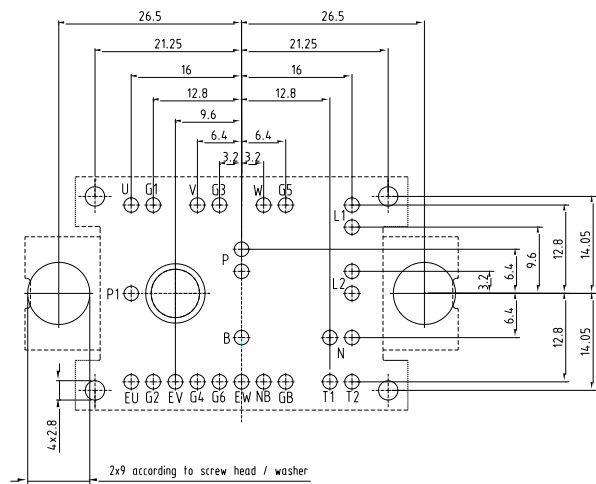 26.5 26.5
21.25 21.25
16 16
12.8 12.8
9.6
6.4 6.4
3.2 3.2
U G1 V G3 W G5
L1
P
L2
P1
B
N
EU G2 EV G4 G6 EW NB GB T1 T2
3.2
6.4
9.6
12.8
14.05
6.4
12.8
14.05
4x2.8
2x9 according to screw head / washer